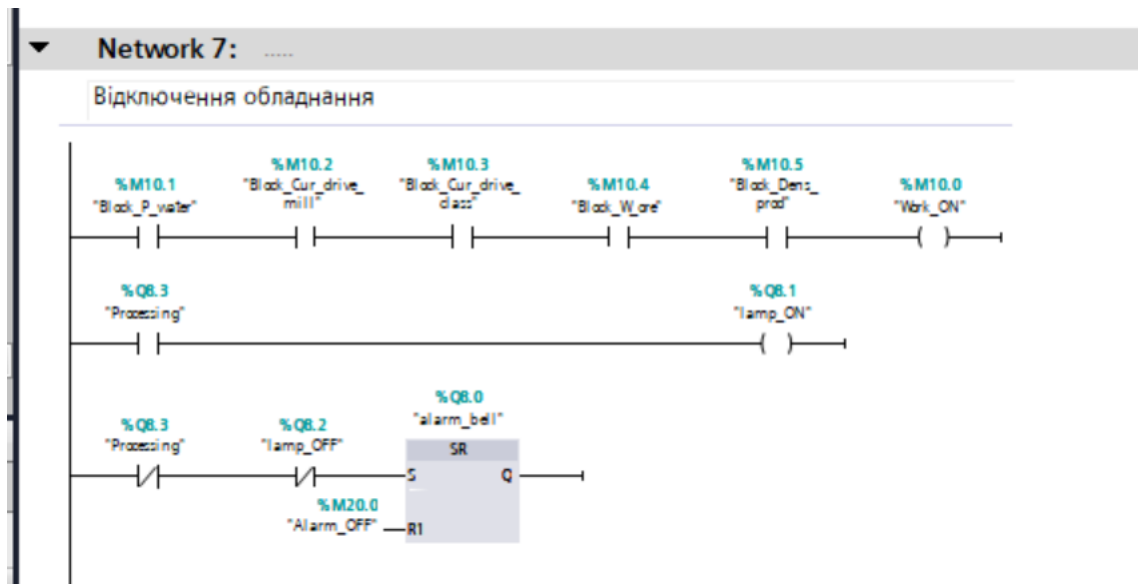 Network 7: .....
Відключення обладнання
%M10.1
"Block_P_water"
%M10.2
"Block_Cur_drive_
mill"
%M10.3
"Block_Cur_drive_
class"
%M10.4
"Block_W_ore"
%M10.5
"Block_Dens_
prod"
%M10.0
"Work_ON"
%Q8.3
"Processing"
%Q8.1
"lamp_ON"
%Q8.3
"Processing"
%Q8.2
"lamp_OFF"
%Q8.0
"alarm_bell"
SR
S Q
%M20.0
"Alarm_OFF"
R1